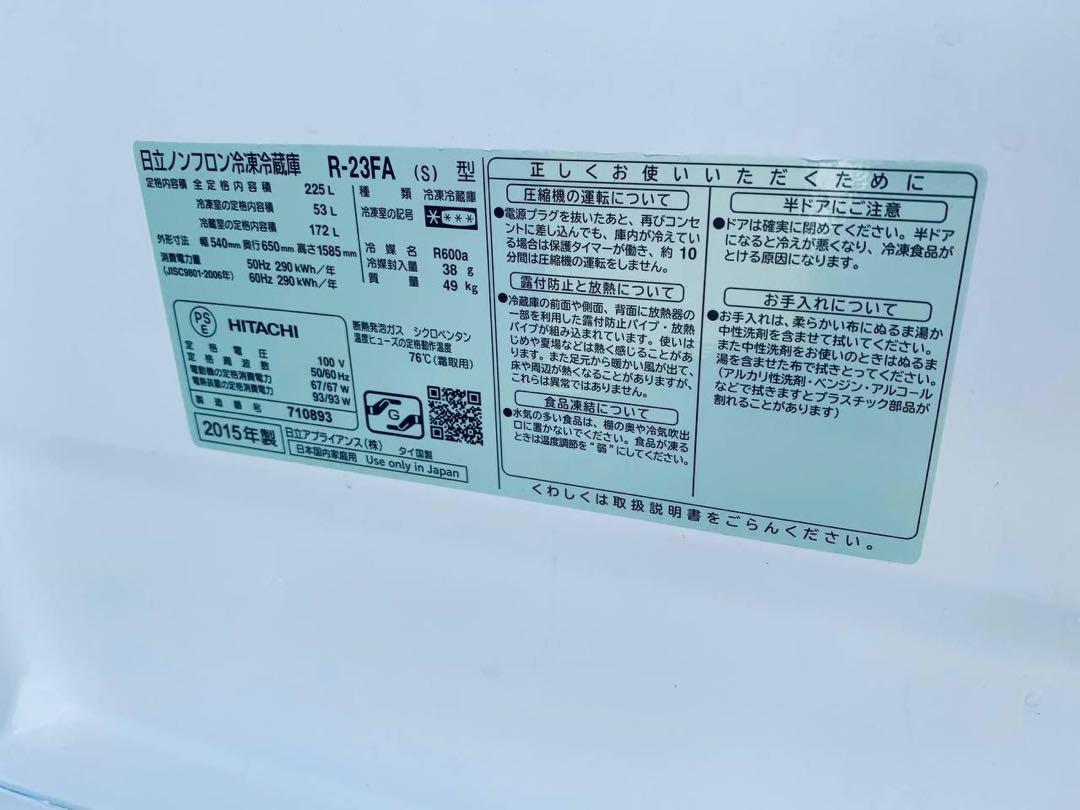 日立ノンフロン冷凍冷蔵庫 R-23FA (S) 型
定格内容積 全定格内容積 225 L
冷凍室の定格内容積 53 L
冷蔵室の定格内容積 172 L
外形寸法 幅 540mm 奥行 650mm 高さ 1585mm
消費電力量 50Hz 290 kWh／年
(JISC9801-2006年) 60Hz 290 kWh／年
種類 冷凍冷蔵庫
冷凍室の記号 ****
冷媒名 R600a
冷媒封入量 38 g
質量 49 kg
PS
E
HITACHI
定格電圧 100 V
定格周波数 50/60Hz
電動機の定格消費電力 67/67 W
電熱装置の定格消費電力 93/93 W
製造番号 710893
2015年製
断熱発泡ガス シクロペンタン
温度ヒューズの定格動作温度
76℃(霜取用)
G
日立アプライアンス(株) タイ国製
日本国内家庭用 Use only in Japan
正しくお使いいただくために
圧縮機の運転について
●電源プラグを抜いたあと、再びコンセ
ントに差し込んでも、庫内が冷えてい
る場合は保護タイマーが働き、約10
分間は圧縮機の運転をしません。
露付防止と放熱について
●冷蔵庫の前面や側面、背面に放熱器の
一部を利用した露付防止パイプ・放熱
パイプが組み込まれています。使いは
じめや夏場などは熱く感じることがあ
ります。また足元から暖かい風が出て、
床や周辺が熱くなることがありますが、
これらは異常ではありません。
食品凍結について
●水気の多い食品は、棚の奥や冷気吹出
口に置かないでください。食品が凍る
ときは温度調節を“弱”にしてください。
半ドアにご注意
●ドアは確実に閉めてください。半ドア
になると冷えが悪くなり、冷凍食品が
とける原因になります。
お手入れについて
●お手入れは、柔らかい布にぬるま湯か
中性洗剤を含ませて拭いてください。
また中性洗剤をお使いのときはぬるま
湯を含ませた布で拭きとってください。
(アルカリ性洗剤・ベンジン・アルコール
などで拭きますとプラスチック部品が
割れることがあります)
くわしくは取扱説明書をごらんください。